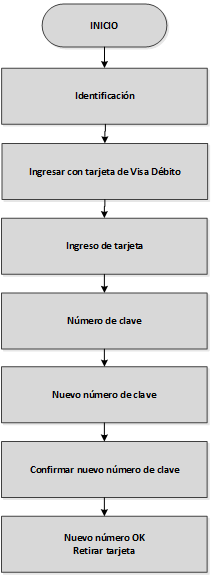 INICIO
Identificación
Ingresar con tarjeta de Visa Débito
Ingreso de tarjeta
Número de clave
Nuevo número de clave
Confirmar nuevo número de clave
Nuevo número OK
Retirar tarjeta